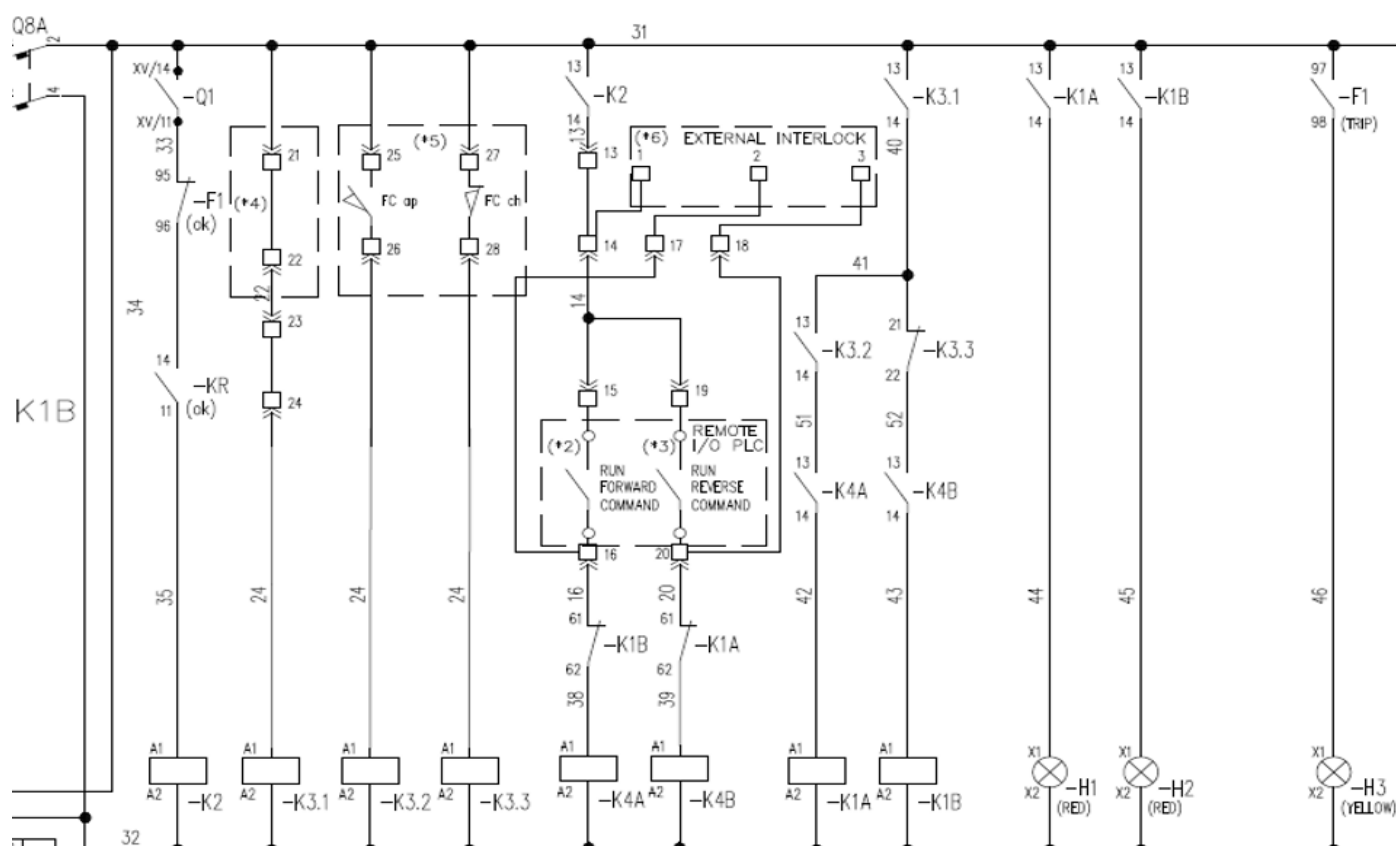 Q8A
2
4
31
XV/14
-Q1
XV/11
33
95
-F1
96
(ok)
34
14
-KR
11
(ok)
K1B
35
A1
A2
-K2
32
(*4)
21
22
22
23
24
24
A1
A2
-K3.1
(*5)
25
27
FC ap
FC ch
26
28
24
24
A1
A2
-K3.2
A1
A2
-K3.3
13
-K2
14
13
13
(*6) EXTERNAL INTERLOCK
1
2
3
14
17
18
14
15
19
(*2)
(*3)
REMOTE
I/O PLC
RUN
FORWARD
COMMAND
RUN
REVERSE
COMMAND
16
20
16
20
61
-K1B
62
61
-K1A
62
38
39
A1
A2
-K4A
A1
A2
-K4B
13
-K3.1
14
40
41
13
-K3.2
14
21
-K3.3
22
51
52
13
-K4A
14
13
-K4B
14
42
43
A1
A2
-K1A
A1
A2
-K1B
13
-K1A
14
13
-K1B
14
97
-F1
98
(TRIP)
44
45
46
X1
X2
-H1
(RED)
X1
X2
-H2
(RED)
X1
X2
-H3
(YELLOW)